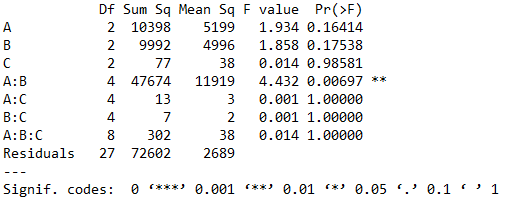 Df Sum Sq Mean Sq F value  Pr(>F)
A            2  10398    5199   1.934 0.16414
B            2   9992    4996   1.858 0.17538
C            2     77      38   0.014 0.98581
A:B          4  47674   11919   4.432 0.00697 **
A:C          4     13       3   0.001 1.00000
B:C          4      7       2   0.001 1.00000
A:B:C        8    302      38   0.014 1.00000
Residuals   27  72602    2689
---
Signif. codes:  0 ‘***’ 0.001 ‘**’ 0.01 ‘*’ 0.05 ‘.’ 0.1 ‘ ’ 1